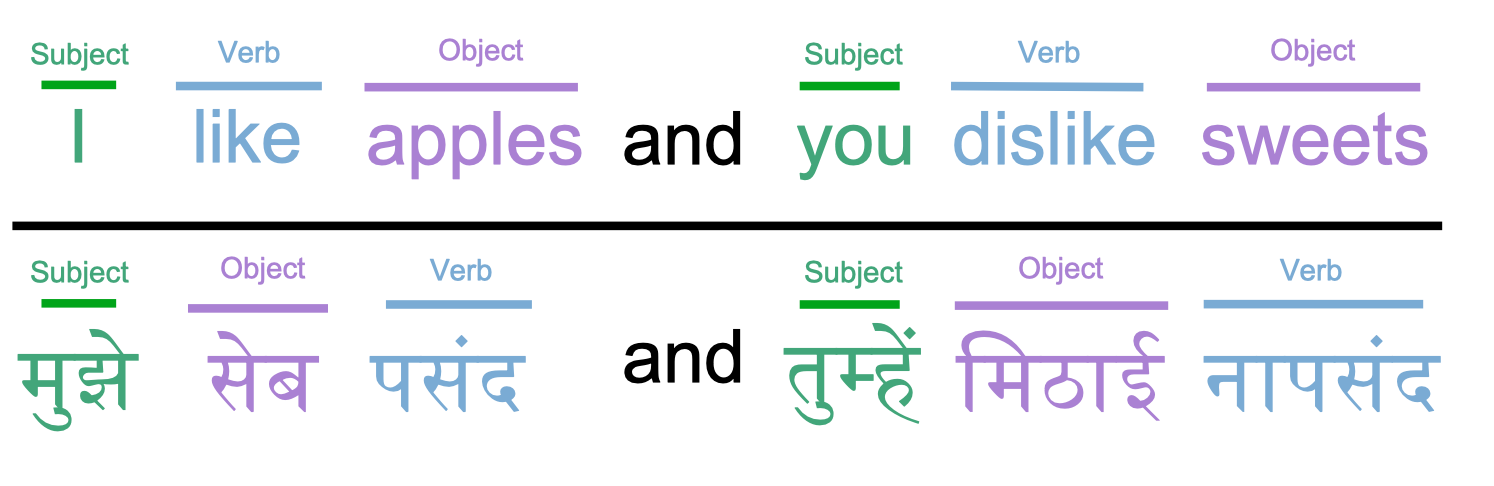 Subject Verb Object Subject Verb Object
I like apples and you dislike sweets
Subject Object Verb Subject Object Verb
मुझे सेब पसंद and तुम्हें मिठाई नापसंद